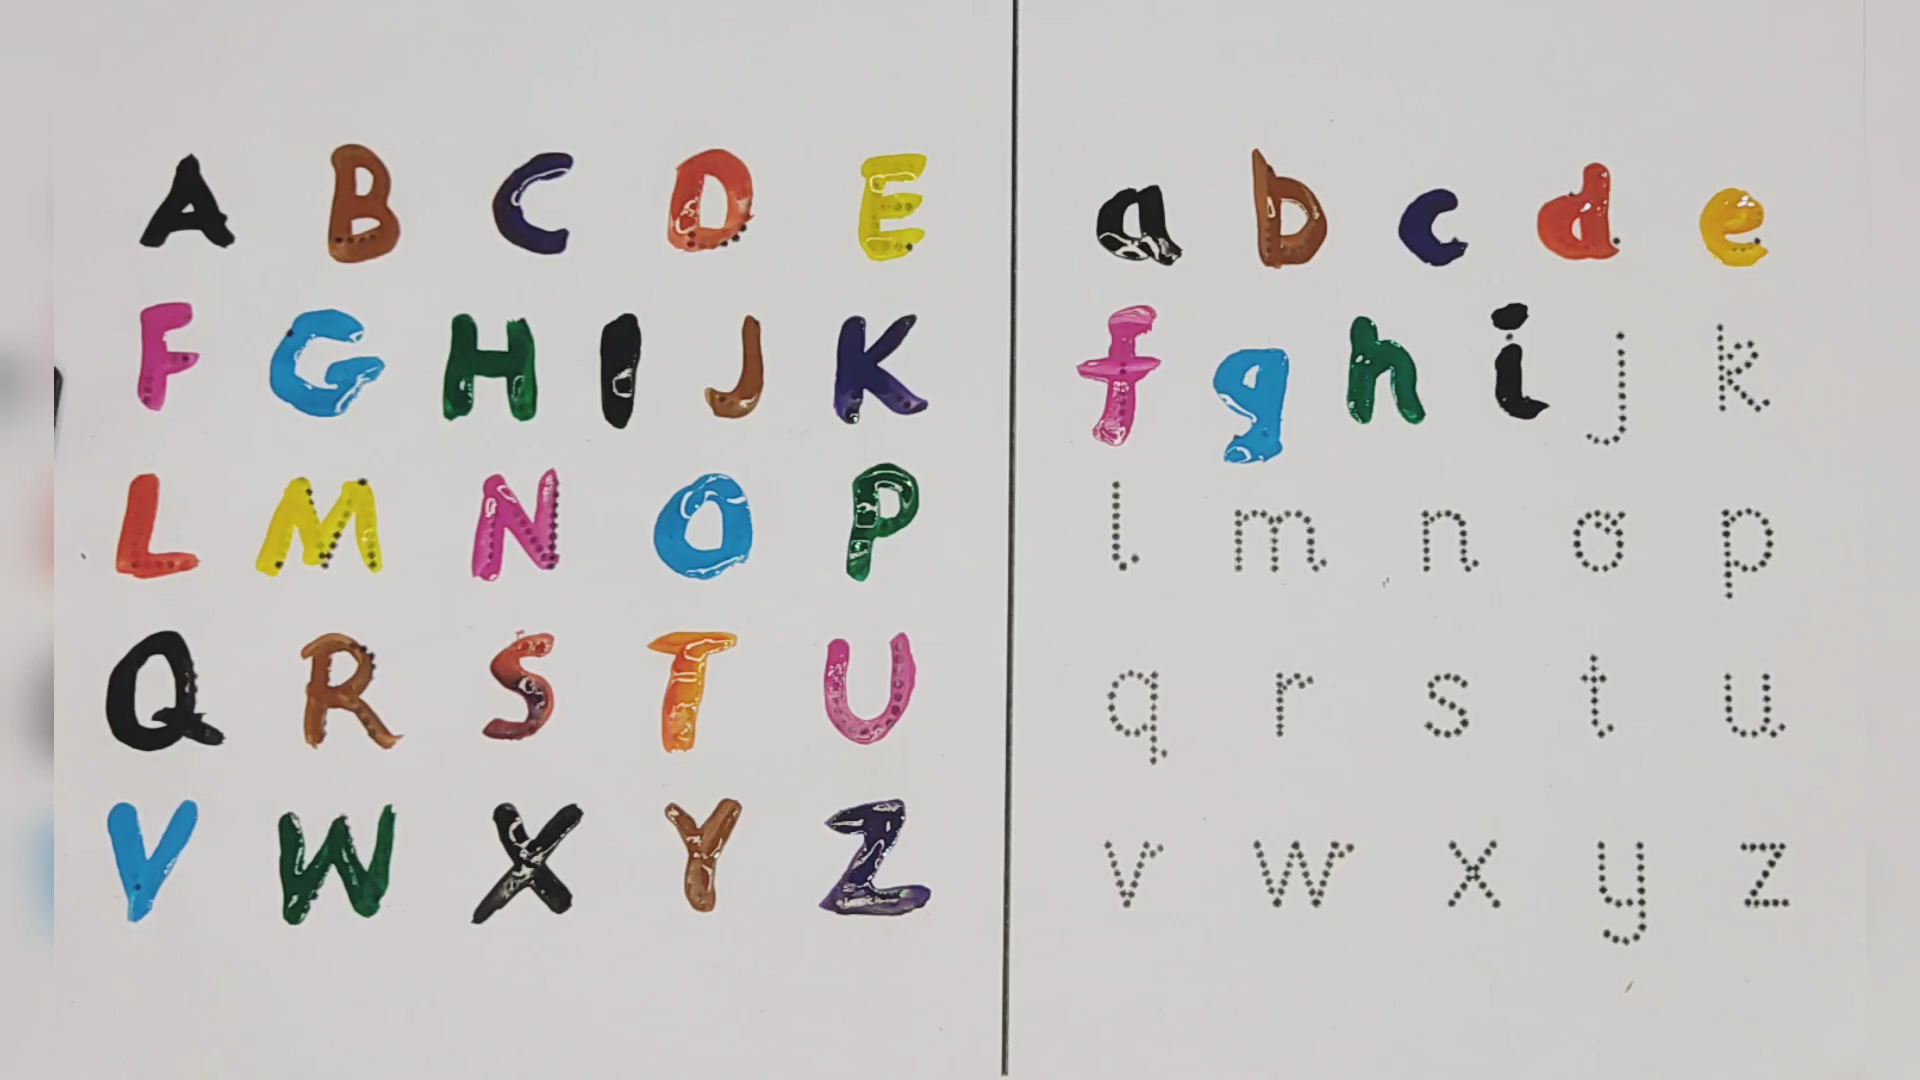 A B C D E
F G H I J K
L M N O P
Q R S T U
V W X Y Z
a b c d e
f g h i j k
l m n o p
q r s t u
v w x y z